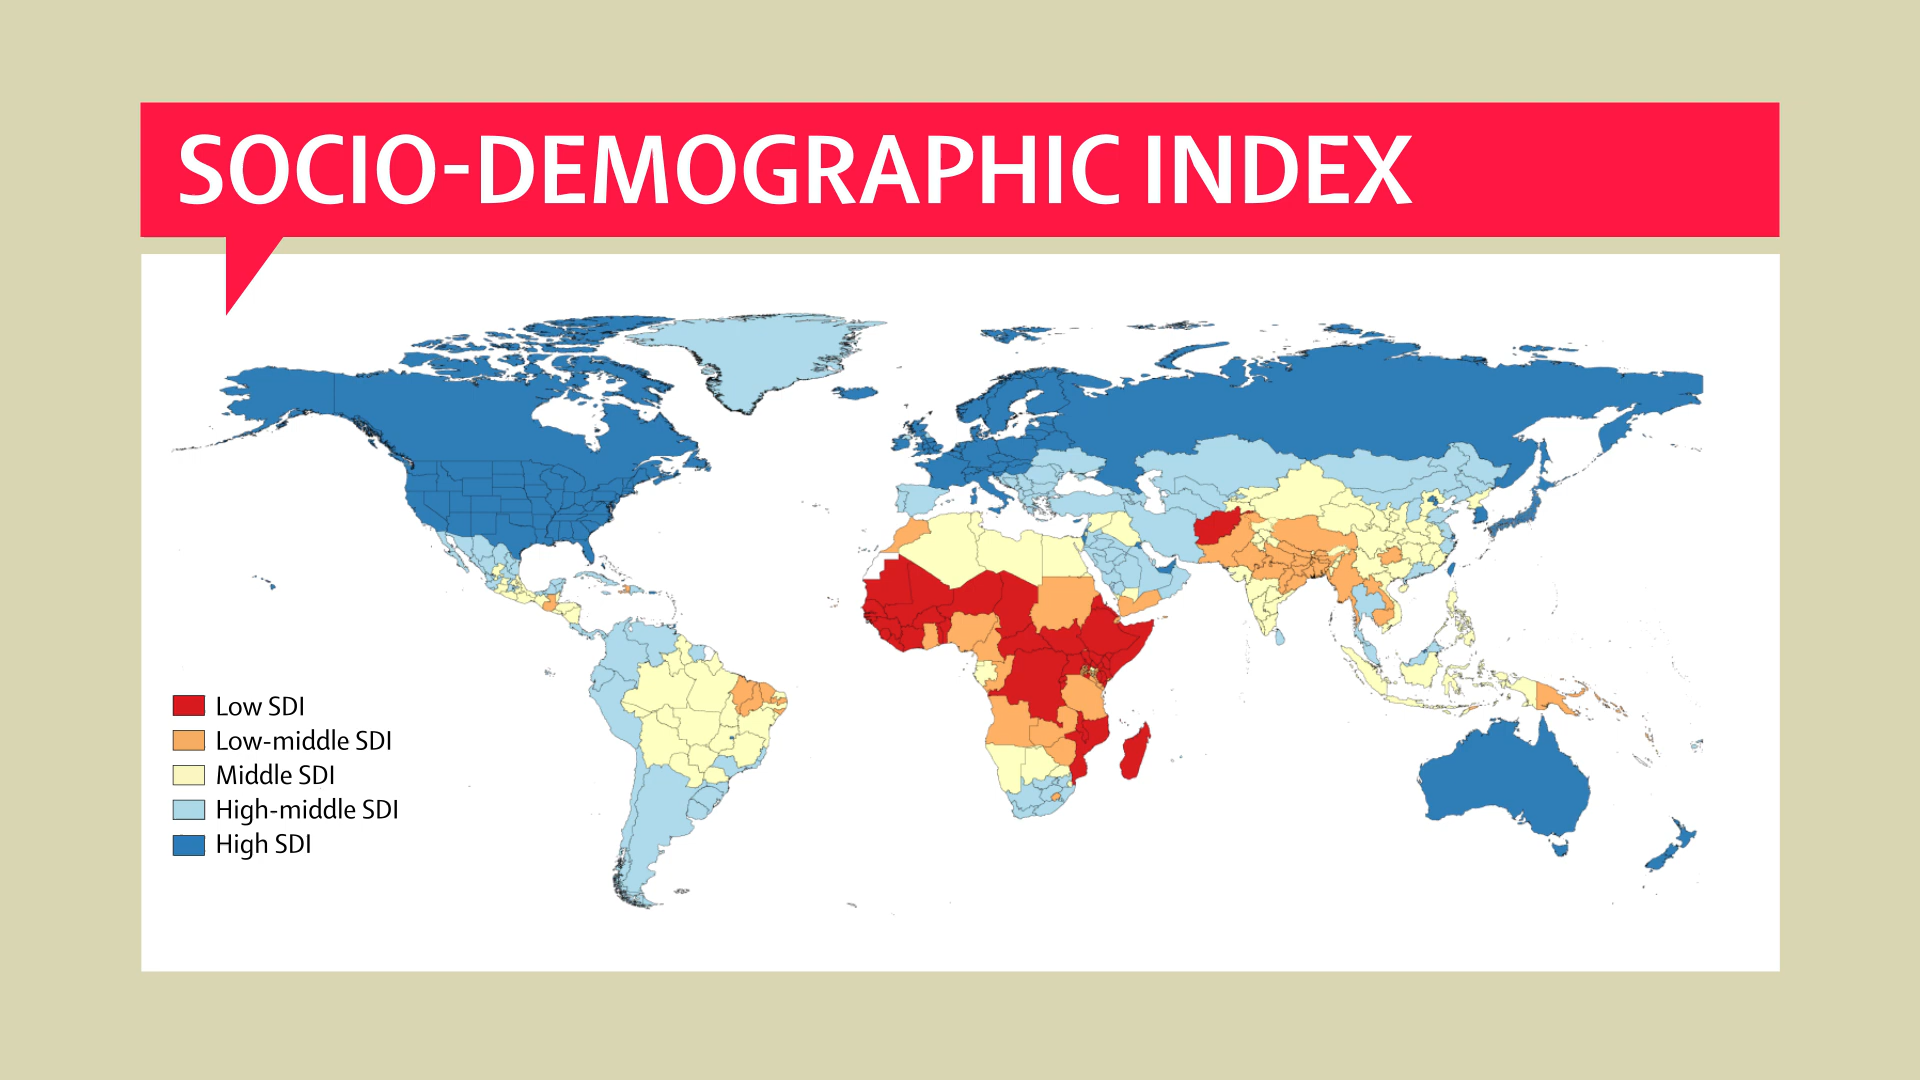 SOCIO-DEMOGRAPHIC INDEX
Low SDI
Low-middle SDI
Middle SDI
High-middle SDI
High SDI